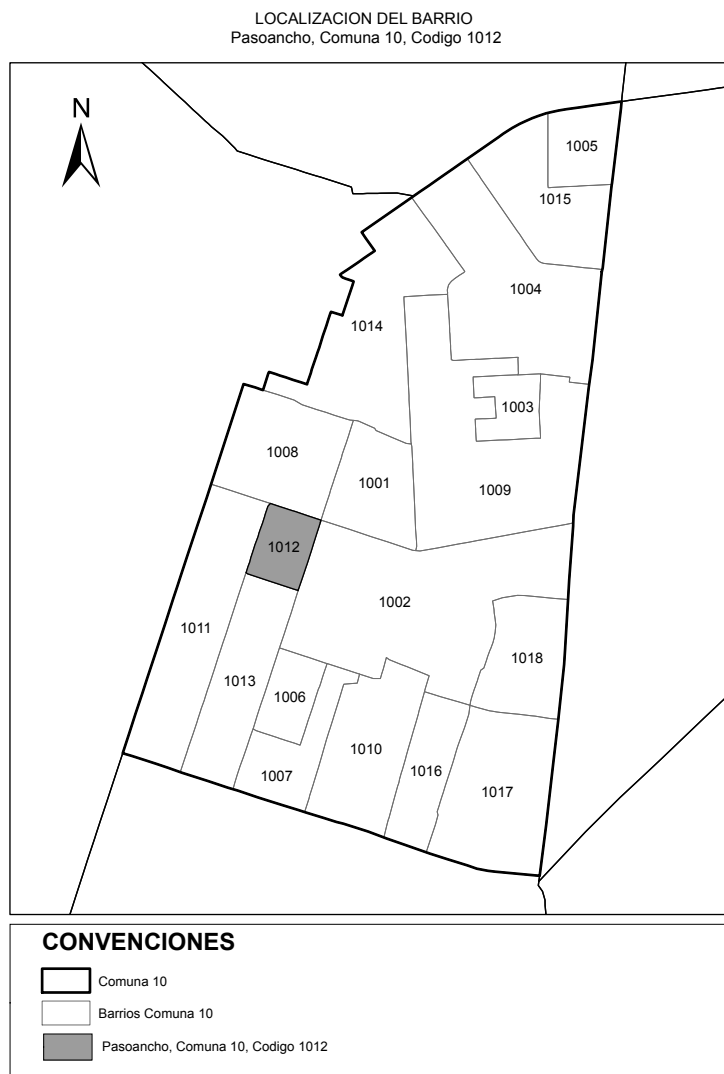 LOCALIZACION DEL BARRIO
Pasoancho, Comuna 10, Codigo 1012
N
1005
1015
1004
1014
1003
1008
1001
1009
1012
1002
1011
1018
1013
1006
1010
1016
1007
1017
CONVENCIONES
Comuna 10
Barrios Comuna 10
Pasoancho, Comuna 10, Codigo 1012